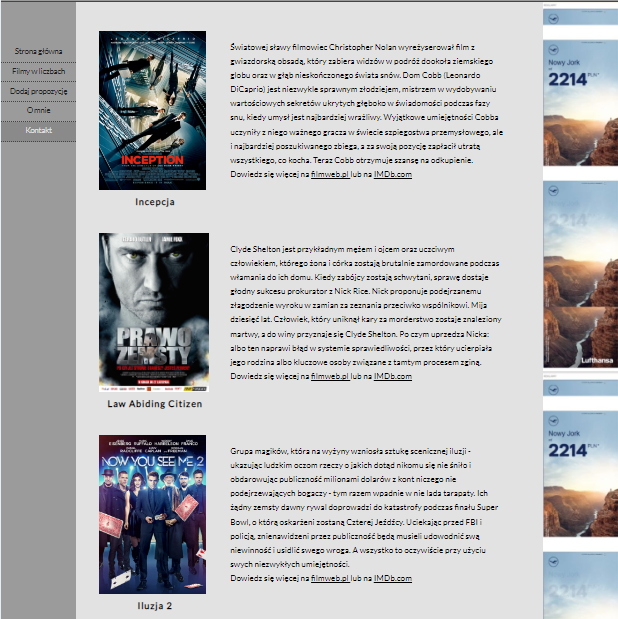 Strona główna
Filmy w liczbach
Dodaj propozycję
O mnie
Kontakt
INCEPTION
Incepcja
Światowej sławy filmowiec Christopher Nolan wyreżyserował film z
gwiazdorską obsadą, który zabiera widzów w podróż dookoła ziemskiego
globu oraz w głąb nieskończonego świata snów. Dom Cobb (Leonardo
DiCaprio) jest niezwykle sprawnym złodziejem, mistrzem w wydobywaniu
wartościowych sekretów ukrytych głęboko w świadomości podczas fazy
snu, kiedy umysł jest najbardziej wrażliwy. Wyjątkowe umiejętności Cobba
uczyniły z niego ważnego gracza w świecie szpiegostwa przemysłowego, ale
i najbardziej poszukiwanego zbiega, a za swoją pozycję zapłacił utratą
wszystkiego, co kocha. Teraz Cobb otrzymuje szansę na odkupienie.
Dowiedz się więcej na filmweb.pl lub na IMDb.com
PRAWO
ZEMSTY
Law Abiding Citizen
Clyde Shelton jest przykładnym mężem i ojcem oraz uczciwym
człowiekiem, którego żona i córka zostają brutalnie zamordowane podczas
włamania do ich domu. Kiedy zabójcy zostają schwytani, sprawę dostaje
głodny sukcesu prokurator z Nick Rice. Nick proponuje podejrzanemu
złagodzenie wyroku w zamian za zeznania przeciwko wspólnikowi. Mija
dziesięć lat. Człowiek, który uniknął kary za morderstwo zostaje znaleziony
martwy, a do winy przyznaje się Clyde Shelton. Po czym uprzedza Nicka:
albo ten naprawi błąd w systemie sprawiedliwości, przez który ucierpiała
jego rodzina albo kluczowe osoby związane z tamtym procesem zginą.
Dowiedz się więcej na filmweb.pl lub na IMDb.com
EISENBERG RUFFALO HARRELSON FRANCO
RADCLIFFE CAPLAN
FREEMAN
NOW YOU SEE ME 2
Iluzja 2
Grupa magików, która na wyżyny wzniosła sztukę scenicznej iluzji -
ukazując ludzkim oczom rzeczy o jakich dotąd nikomu się nie śniło i
obdarowując publiczność milionami dolarów z kont niczego nie
podejrzewających bogaczy - tym razem wpadnie w nie lada tarapaty. Ich
żądny zemsty dawny rywal doprowadzi do katastrofy podczas finału Super
Bowl, o którą oskarżeni zostaną Czterej Jeźdźcy. Uciekając przed FBI i
policją, znienawidzeni przez publiczność będą musieli udowodnić swą
niewinność i usidlić swego wroga. A wszystko to oczywiście przy użyciu
swych niezwykłych umiejętności.
Dowiedz się więcej na filmweb.pl lub na IMDb.com
Nowy Jork
2214 PLN*
2214
Lufthansa
Nowy Jork
2214 PLN*
2214